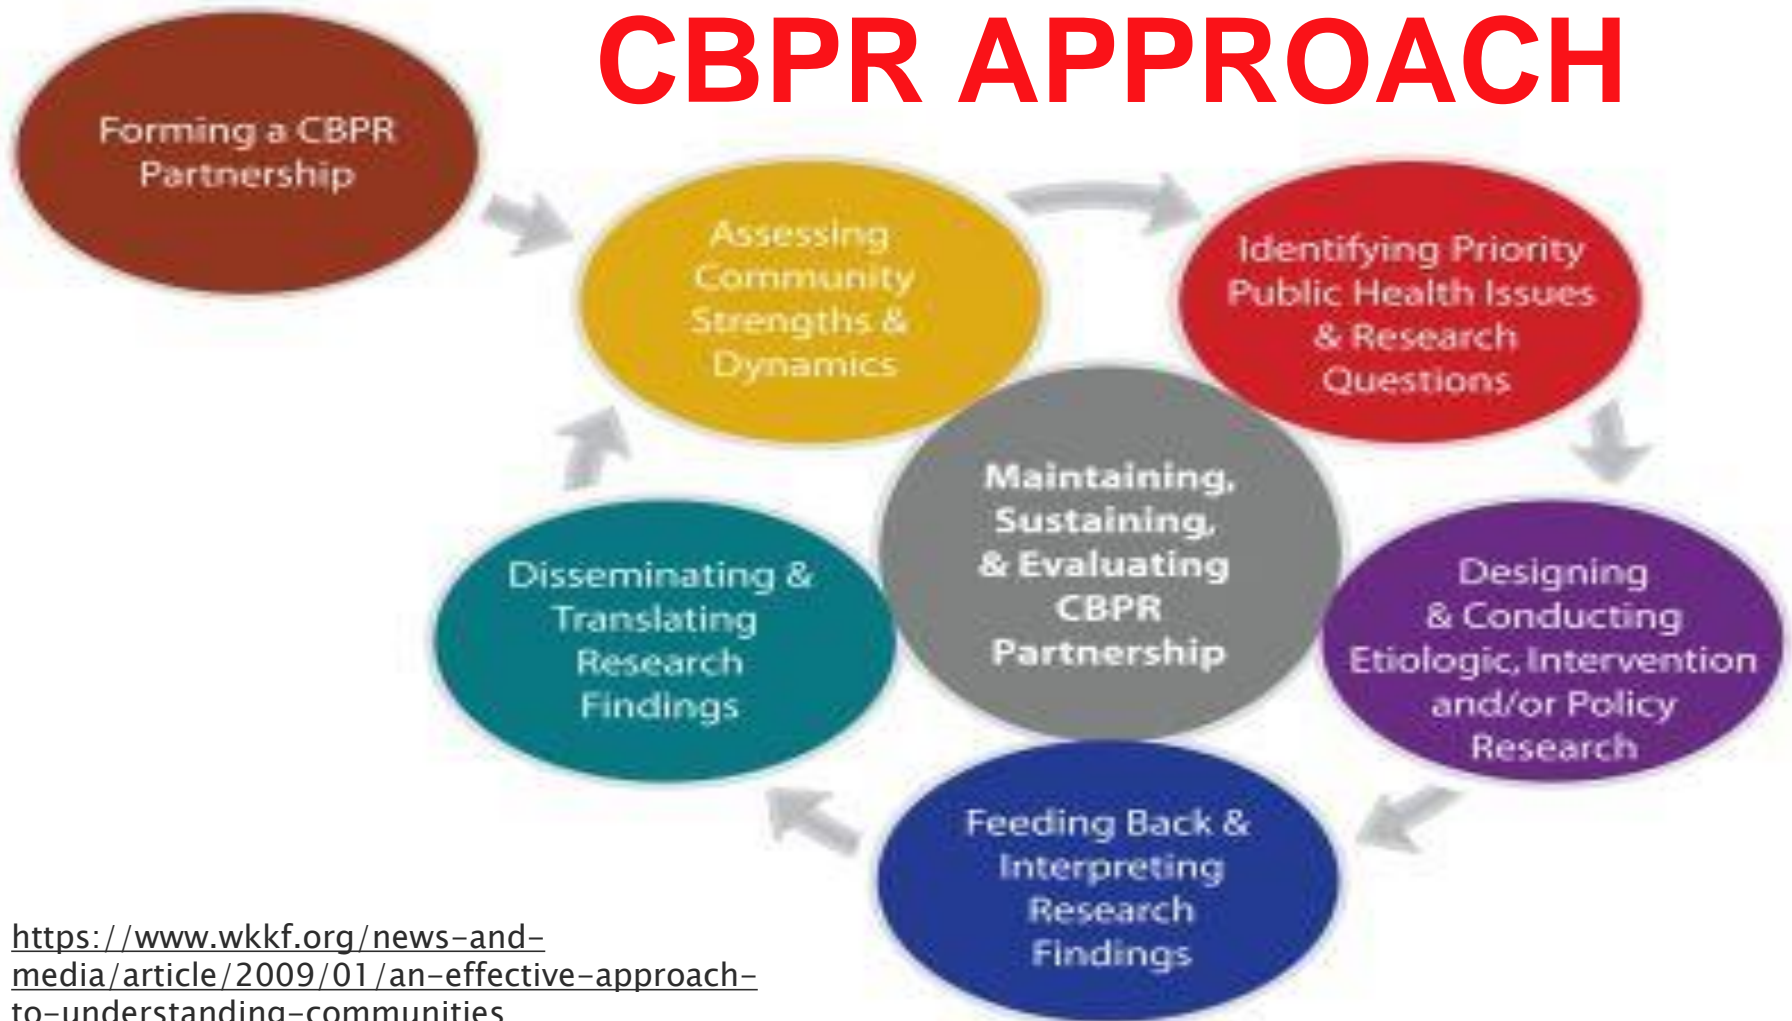 CBPR APPROACH
Forming a CBPR
Partnership
Assessing
Community
Strengths &
Dynamics
Identifying Priority
Public Health Issues
& Research
Questions
Maintaining,
Sustaining,
& Evaluating
CBPR
Partnership
Designing
& Conducting
Etiologic, Intervention
and/or Policy
Research
Feeding Back &
Interpreting
Research
Findings
Disseminating &
Translating
Research
Findings
https://www.wkkf.org/news-and-
media/article/2009/01/an-effective-approach-
to-understanding-communities